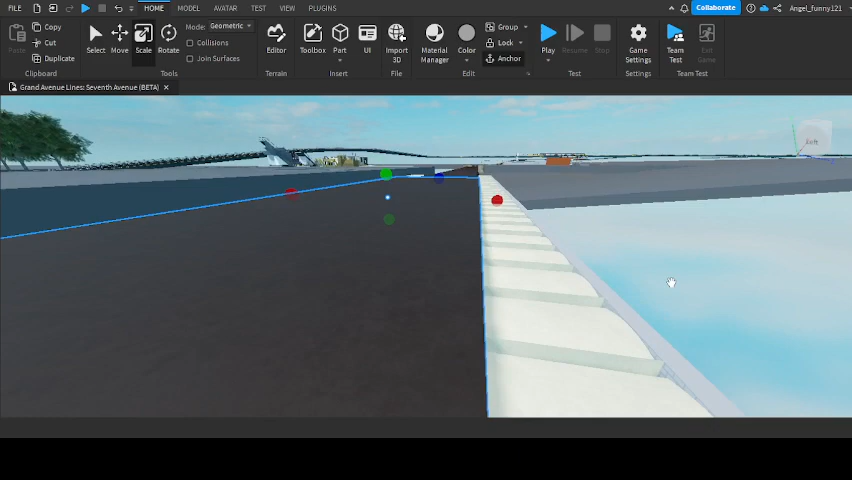 FILE HOME MODEL AVATAR TEST VIEW PLUGINS Collaborate Angel_funny121
Paste Copy Cut Duplicate Clipboard
Select Move Scale Rotate Mode: Geometric Collisions Join Surfaces Tools
Editor Terrain
Toolbox Part UI Insert
Import 3D File
Material Manager Color Group Lock Anchor Edit
Play Resume Stop Test
Game Settings Settings
Team Test Exit Game Team Test
Grand Avenue Lines: Seventh Avenue (BETA) ×
Left